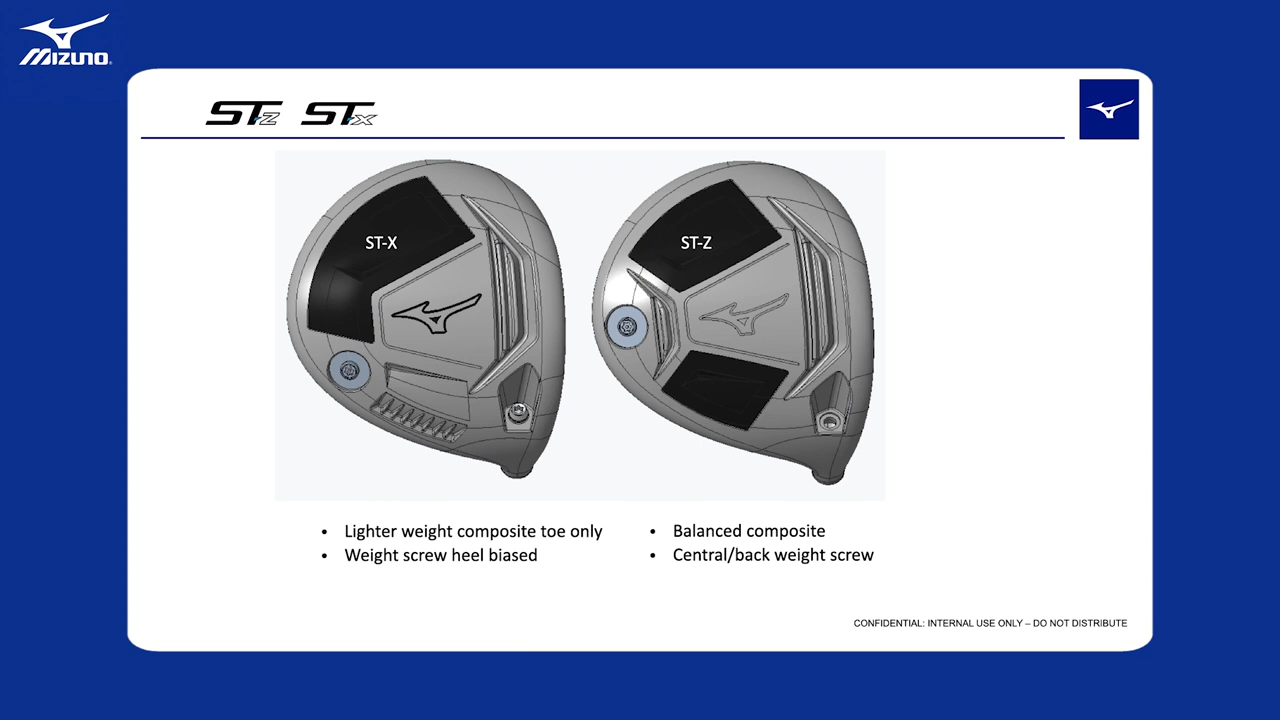 MIZUNO
STZ STX
ST-X
ST-Z
• Lighter weight composite toe only
• Weight screw heel biased
• Balanced composite
• Central/back weight screw
CONFIDENTIAL: INTERNAL USE ONLY – DO NOT DISTRIBUTE